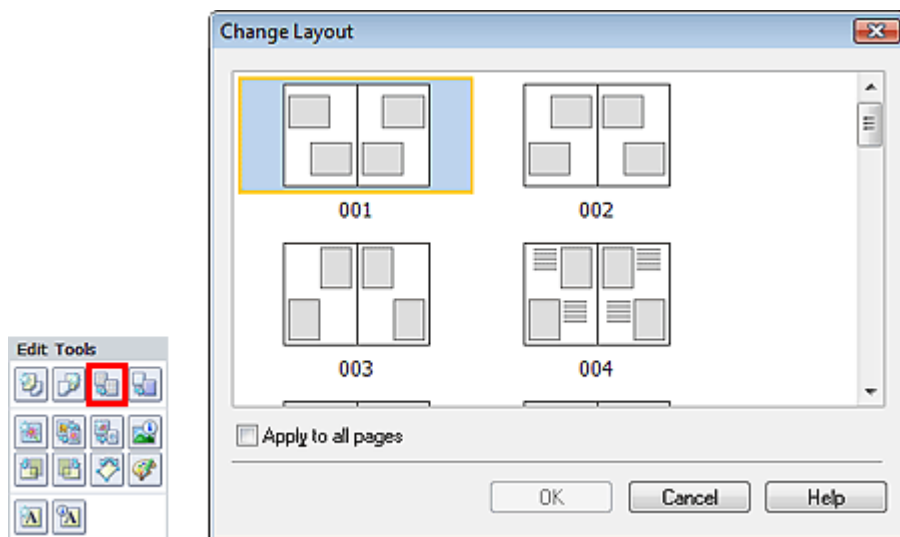 Change Layout
001
002
003
004
Edit Tools
Apply to all pages
OK
Cancel
Help
A
A